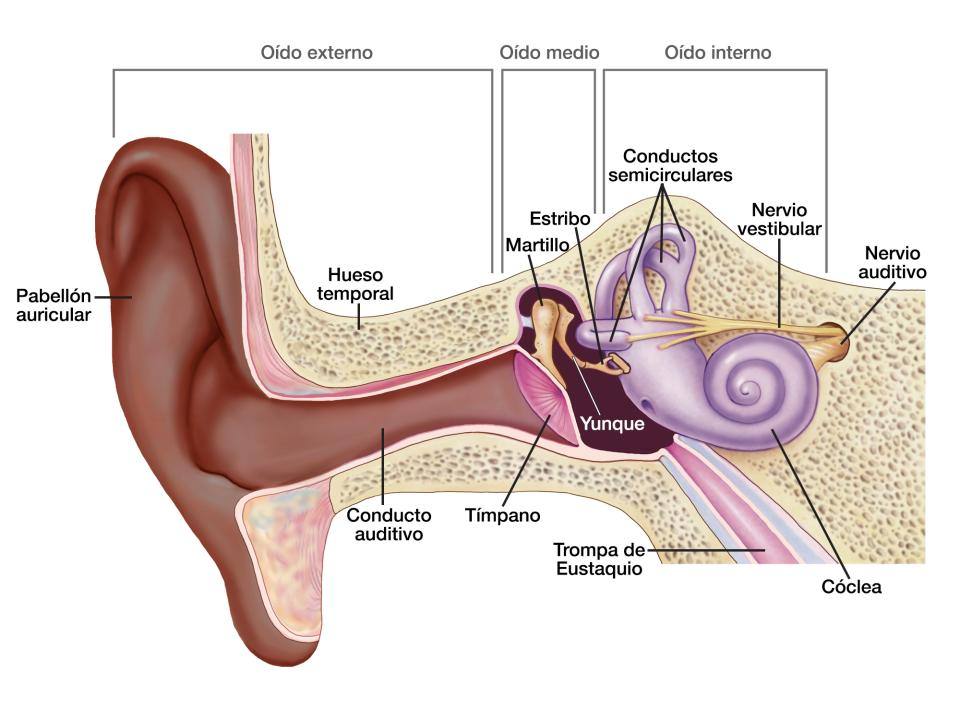 Oído externo
Oído medio
Oído interno
Conductos
semicirculares
Estribo
Nervio
vestibular
Martillo
Nervio
auditivo
Hueso
temporal
Pabellón
auricular
Yunque
Conducto
auditivo
Tímpano
Trompa de
Eustaquio
Cóclea